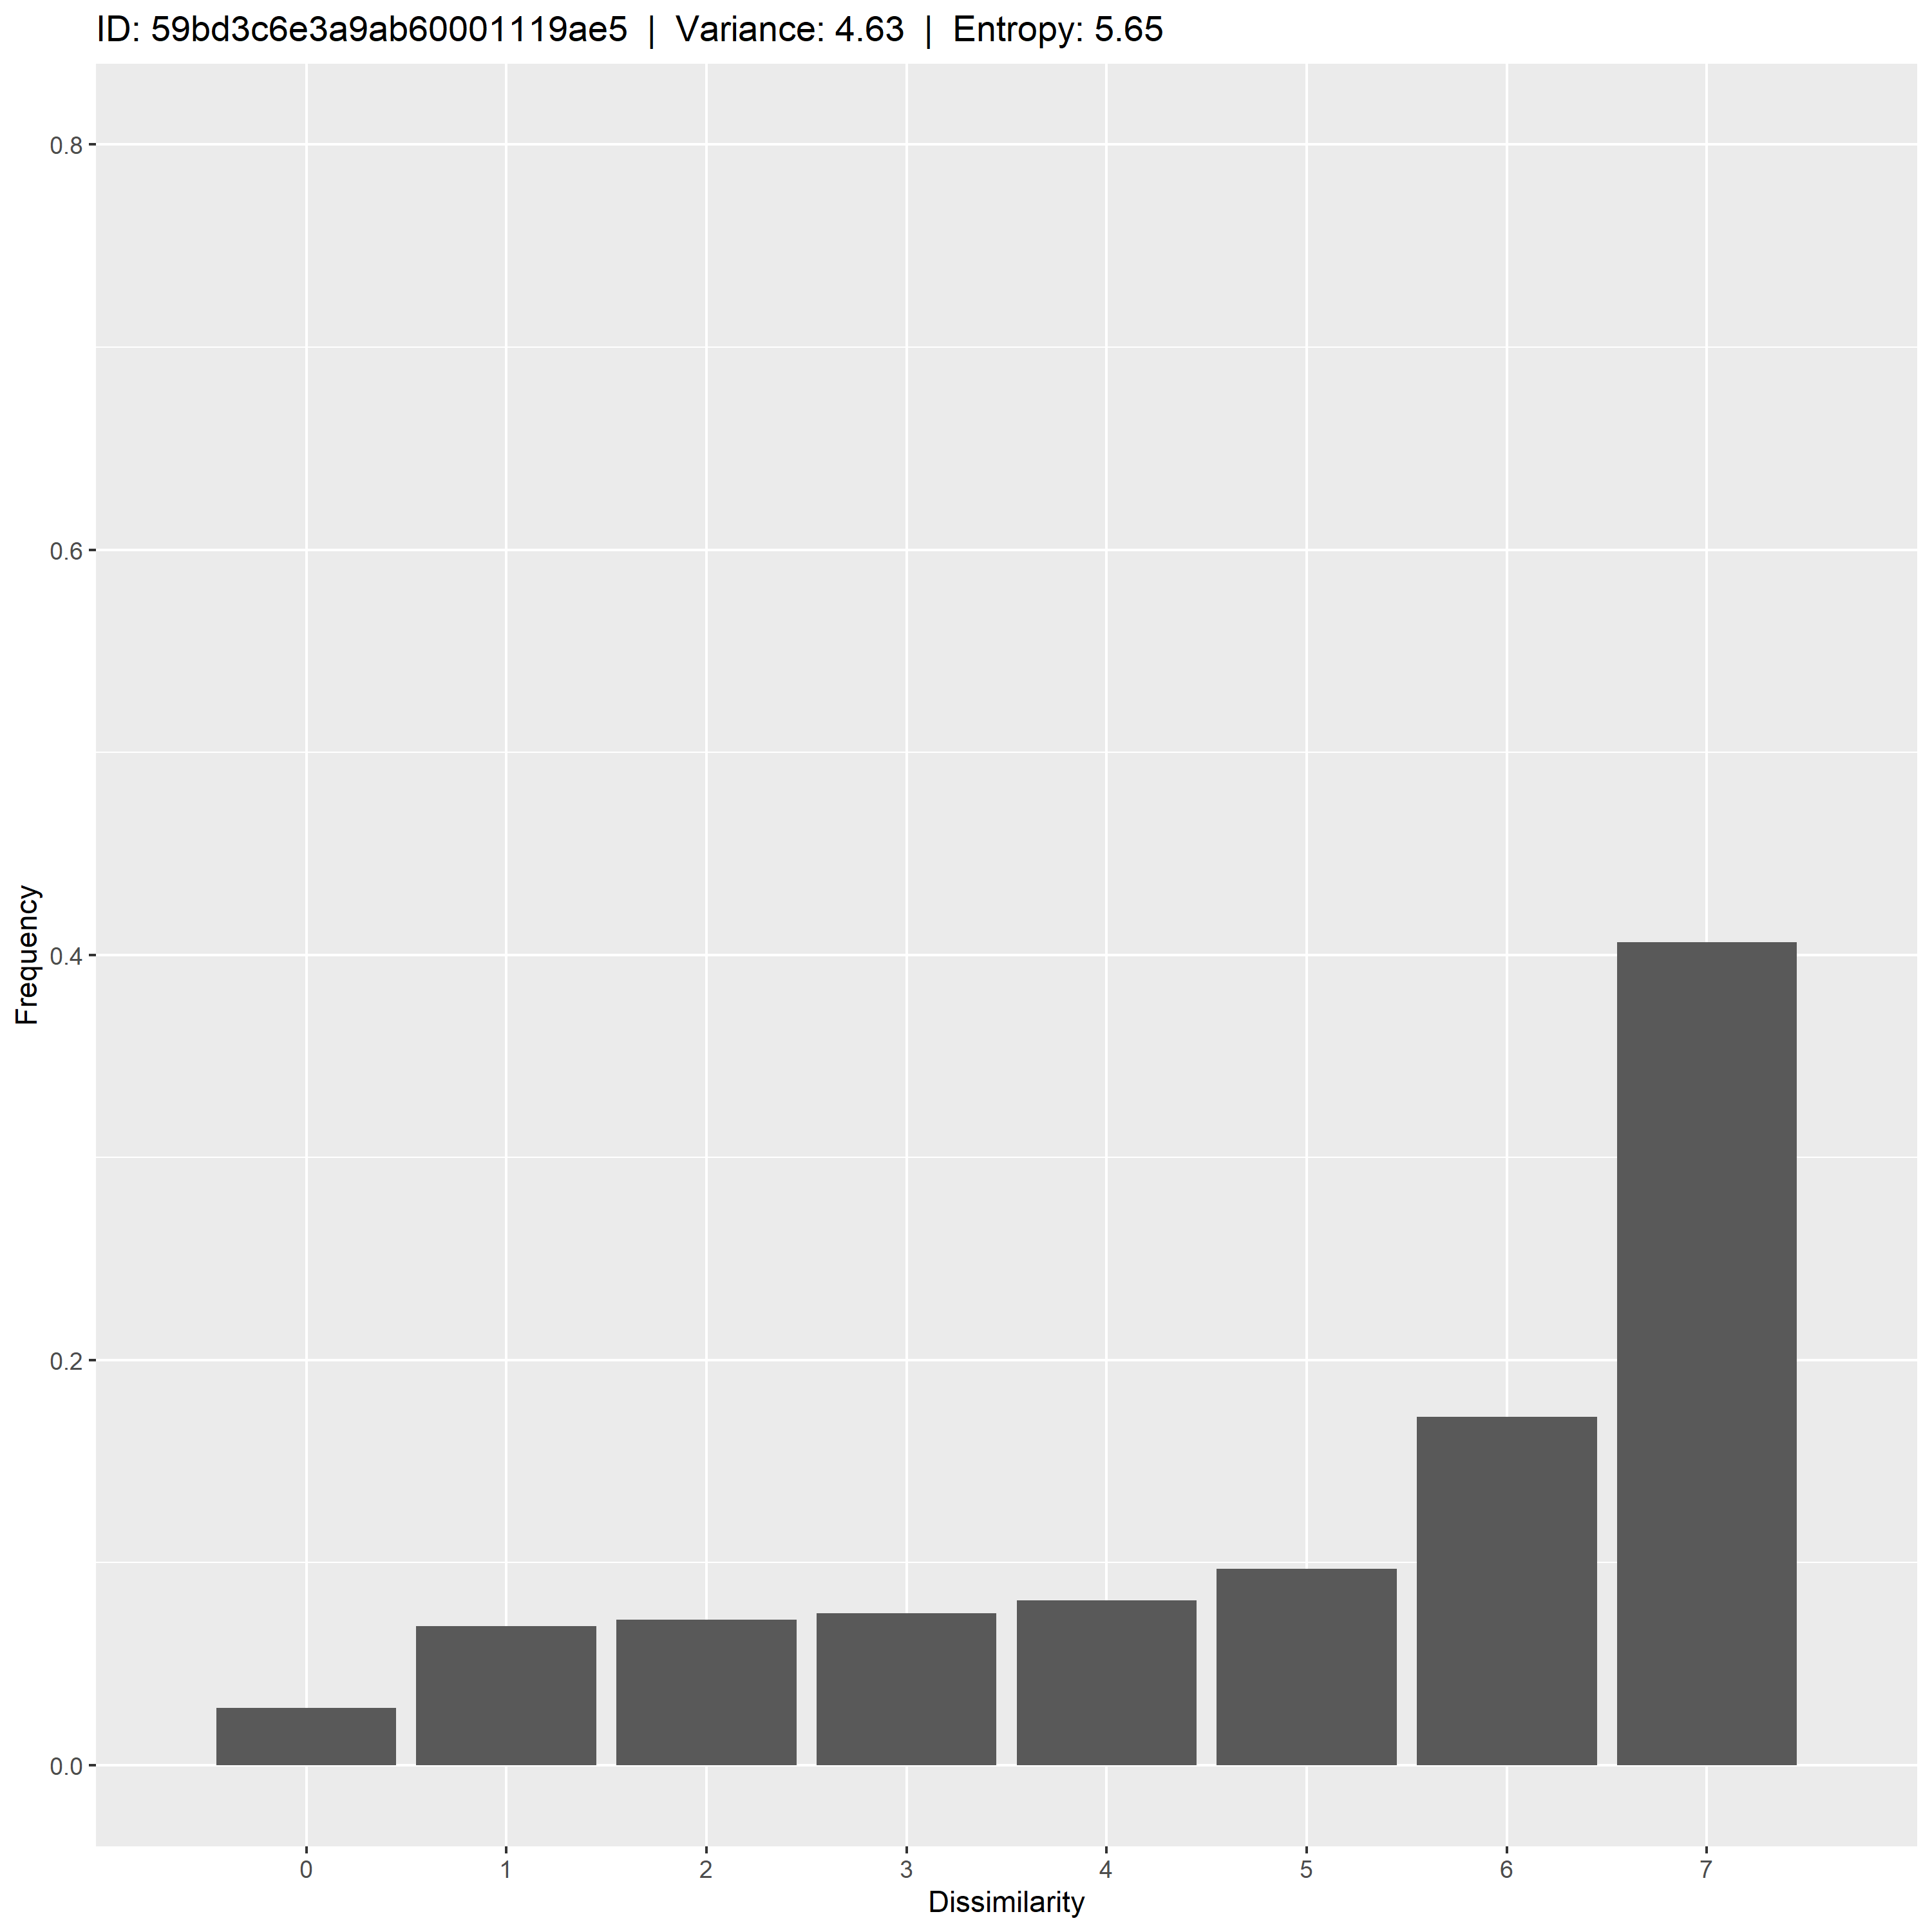 ID: 59bd3c6e3a9ab60001119ae5 | Variance: 4.63 | Entropy: 5.65
Frequency
0.8
0.6
0.4
0.2
0.0
0 1 2 3 4 5 6 7
Dissimilarity